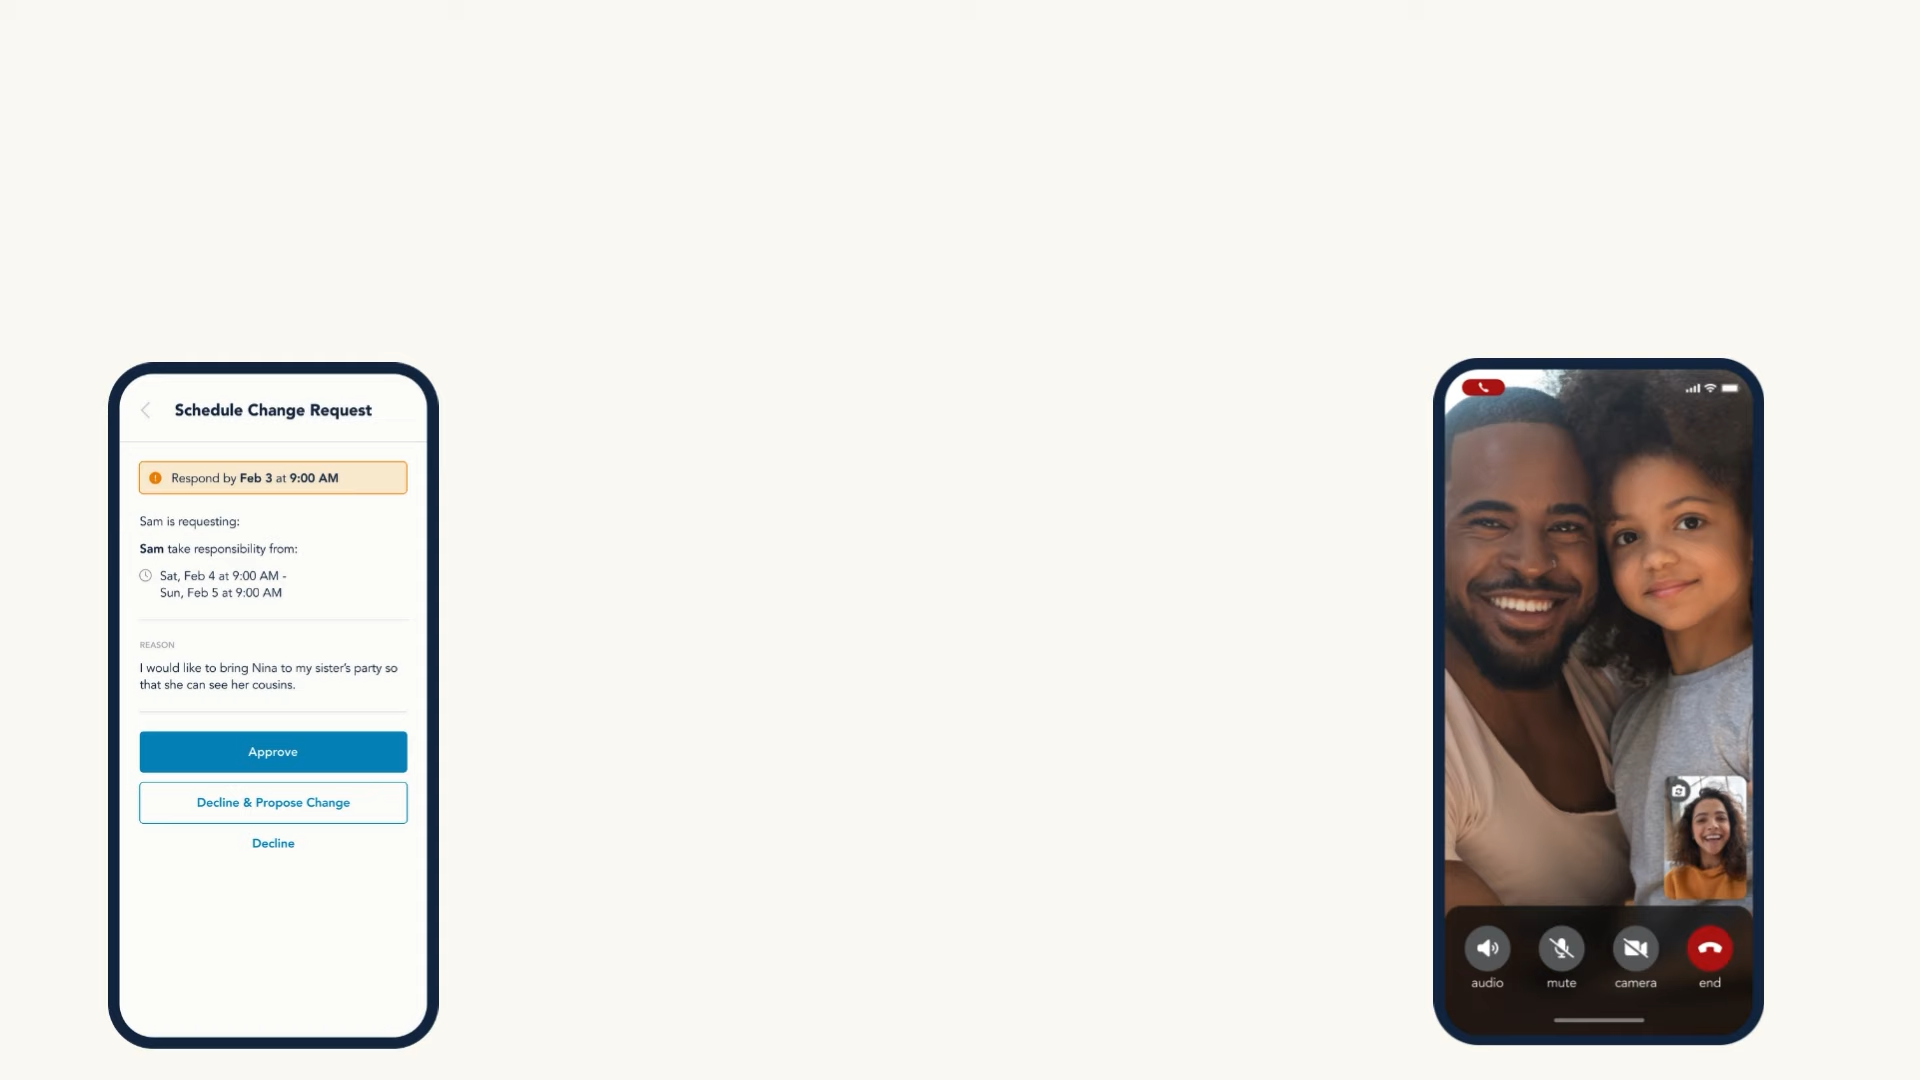 Schedule Change Request
Respond by Feb 3 at 9:00 AM
Sam is requesting:
Sam take responsibility from:
Sat, Feb 4 at 9:00 AM -
Sun, Feb 5 at 9:00 AM
REASON
I would like to bring Nina to my sister's party so
that she can see her cousins.
Approve
Decline & Propose Change
Decline
audio mute camera end